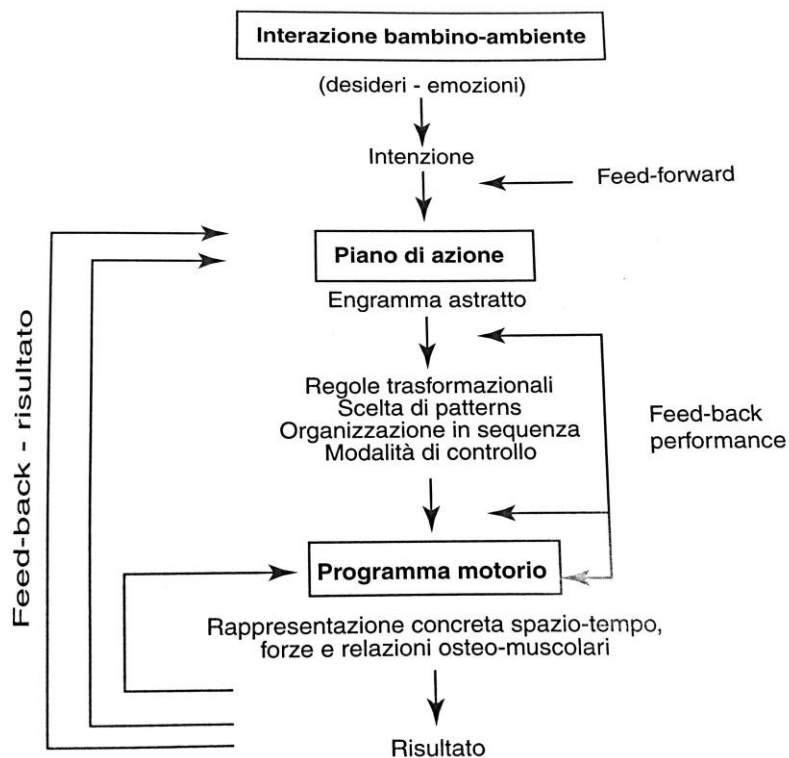 Interazione bambino-ambiente
(desideri - emozioni)
Intenzione
Feed-forward
Piano di azione
Engramma astratto
Regole trasformazionali
Scelta di patterns
Organizzazione in sequenza
Modalità di controllo
Feed-back
performance
Feed-back - risultato
Programma motorio
Rappresentazione concreta spazio-tempo,
forze e relazioni osteo-muscolari
Risultato